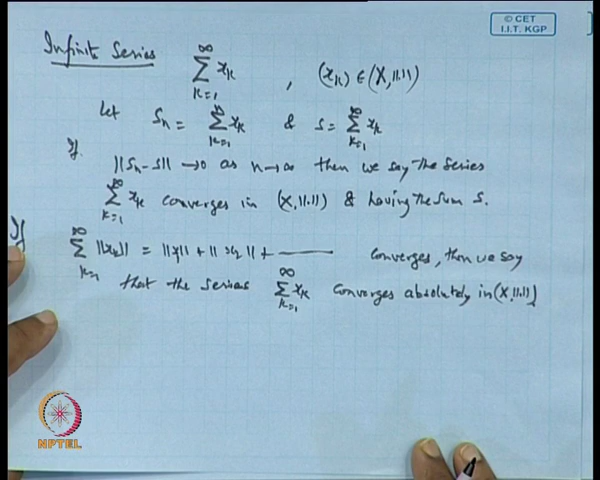 © CET
I.I.T. KGP
Infinite Series ∑_{k=1}^{∞} x_k , (x_k) ∈ (X, ||.||)
Let S_n = ∑_{k=1}^{n} x_k & s = ∑_{k=1}^{∞} x_k
If
||S_n - s|| → 0 as n → ∞ then we say the series
∑_{k=1}^{∞} x_k converges in (X, ||.||) & having the sum s.
If ∑_{k=1}^{∞} ||x_k|| = ||x_1|| + ||x_2|| + ——— converges, then we say
that the series ∑_{k=1}^{∞} x_k converges absolutely in (X, ||.||)
NPTEL